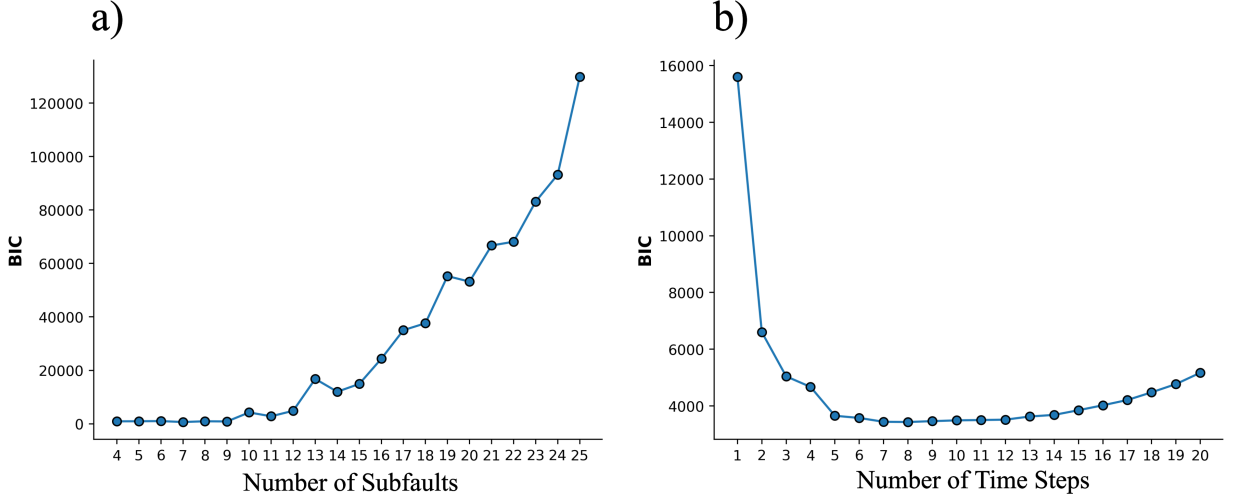 a)
BIC
120000
100000
80000
60000
40000
20000
0
4 5 6 7 8 9 10 11 12 13 14 15 16 17 18 19 20 21 22 23 24 25
Number of Subfaults
b)
BIC
16000
14000
12000
10000
8000
6000
4000
1 2 3 4 5 6 7 8 9 10 11 12 13 14 15 16 17 18 19 20
Number of Time Steps